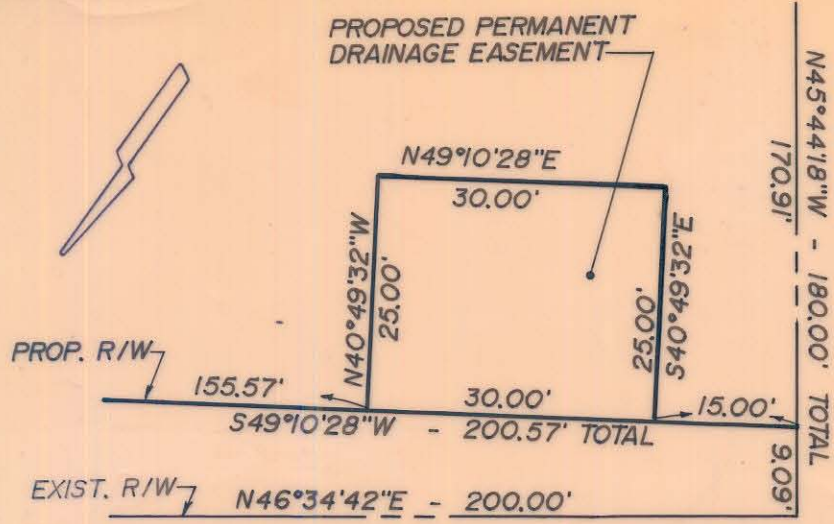 PROPOSED PERMANENT
DRAINAGE EASEMENT
N45°44'18"W - 180.00' TOTAL
170.91'
9.09'
N49°10'28"E
30.00'
N40°49'32"W
25.00'
25.00'
S40°49'32"E
PROP. R/W
155.57'
30.00'
15.00'
S49°10'28"W - 200.57' TOTAL
EXIST. R/W
N46°34'42"E - 200.00'